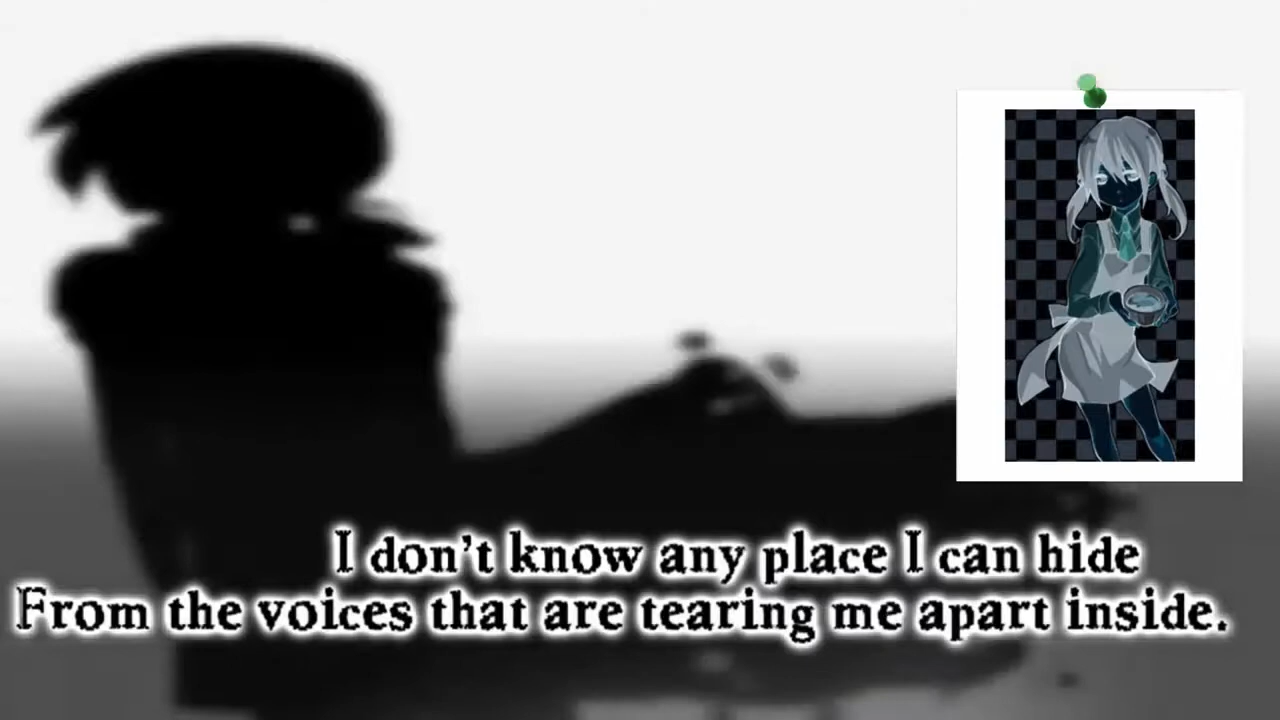 I don't know any place I can hide
From the voices that are tearing me apart inside.